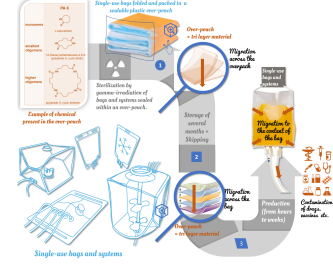 Single-use bags folded and packed in a
sealable plastic over-pouch
PA 6
monomers
smallest
oligomers
higher
oligomers
Example of chemical
present in the over-pouch
Over-pouch
= tri layer material
Migration
across the
overpack
1
Sterilization by
gamma-irradiation of
bags and systems sealed
within an over-pouch.
Storage of
several
months +
Shipping
2
Single-use
bags and
systems
Migration to
the content of
the bag
Migration
across the
bag
Over-pouch
= tri layer material
3
Production
(from hours
to weeks)
Contamination
of drugs,
vaccines etc.
Single-use bags and systems